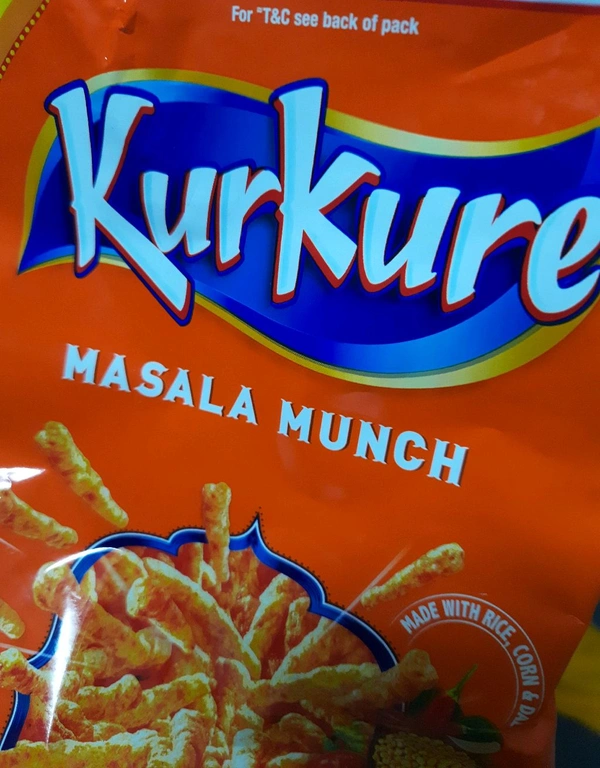 For *T&C see back of pack
Kurkure
MASALA MUNCH
MADE WITH RICE, CORN &